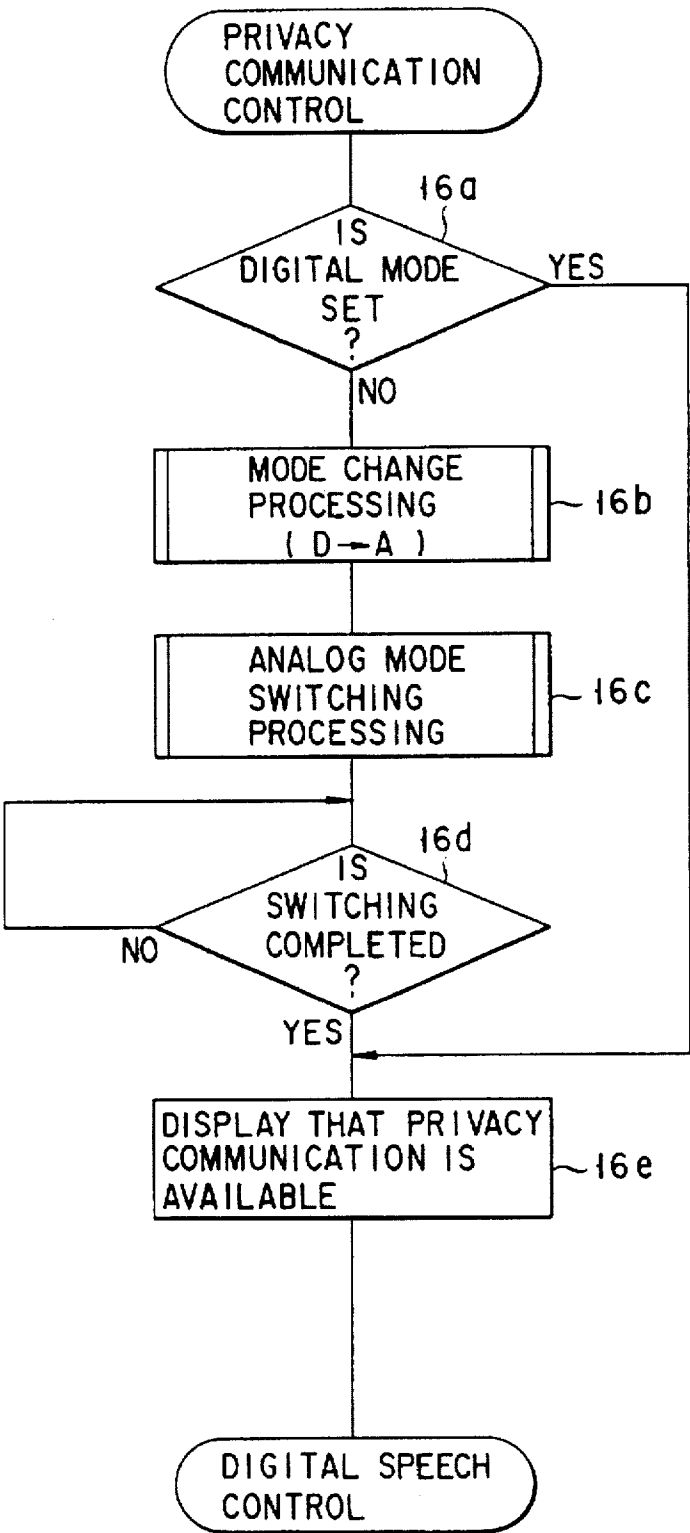 PRIVACY
COMMUNICATION
CONTROL
16a
IS
DIGITAL MODE
SET
?
YES
NO
MODE CHANGE
PROCESSING
( D→A )
16b
ANALOG MODE
SWITCHING
PROCESSING
16c
16d
IS
SWITCHING
COMPLETED
?
NO
YES
DISPLAY THAT PRIVACY
COMMUNICATION IS
AVAILABLE
16e
DIGITAL SPEECH
CONTROL